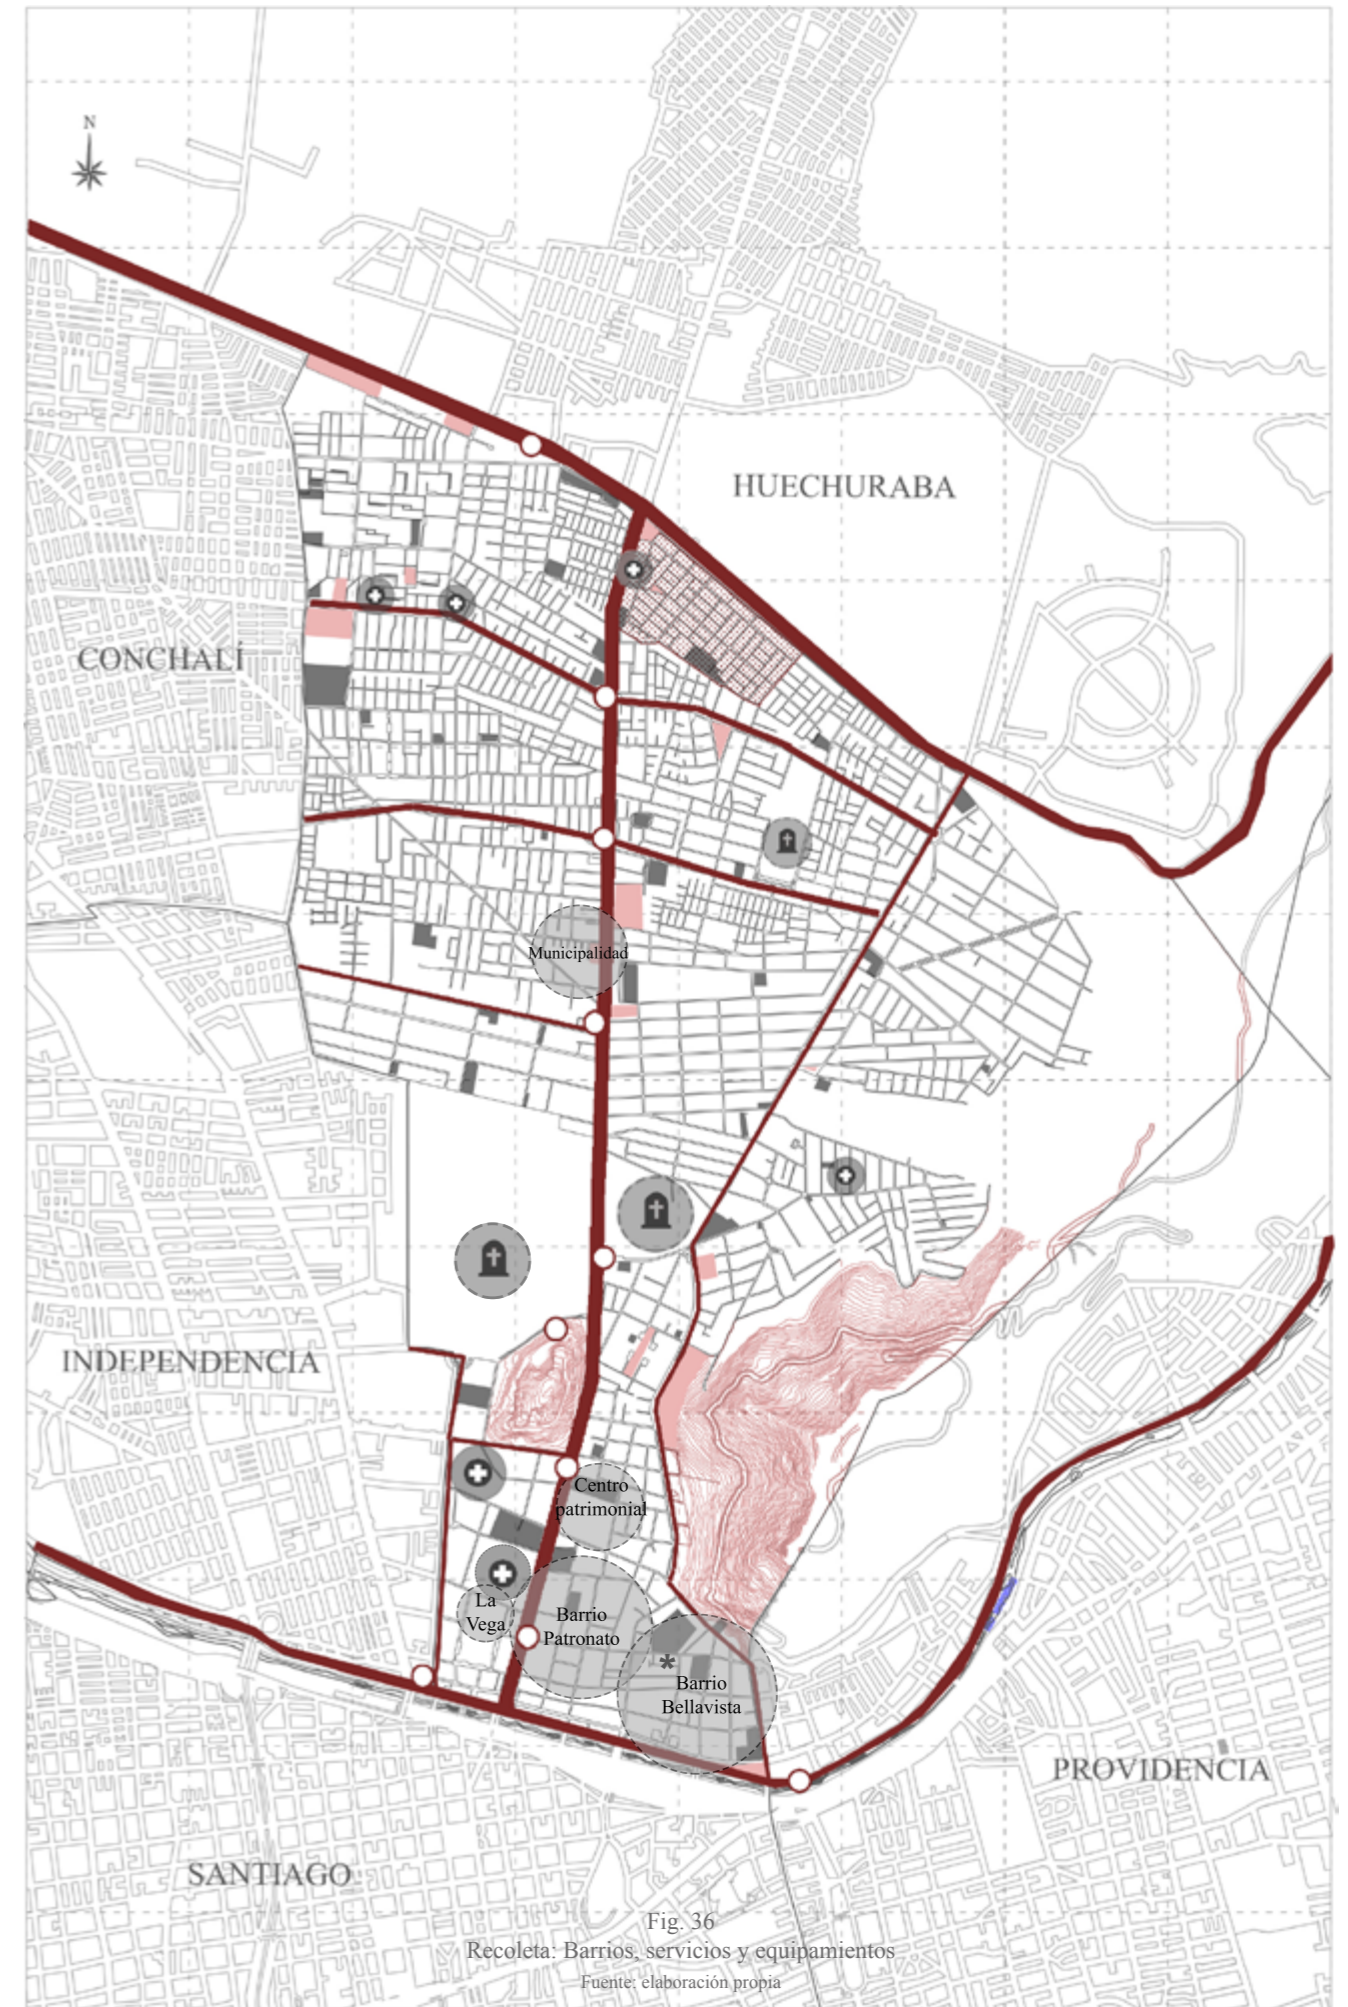 N
HUECHURABA
CONCHALÍ
Municipalidad
INDEPENDENCIA
Centro
patrimonial
La
Vega
Barrio
Patronato
*
Barrio
Bellavista
PROVIDENCIA
SANTIAGO
Fig. 36
Recoleta: Barrios, servicios y equipamientos
Fuente: elaboración propia